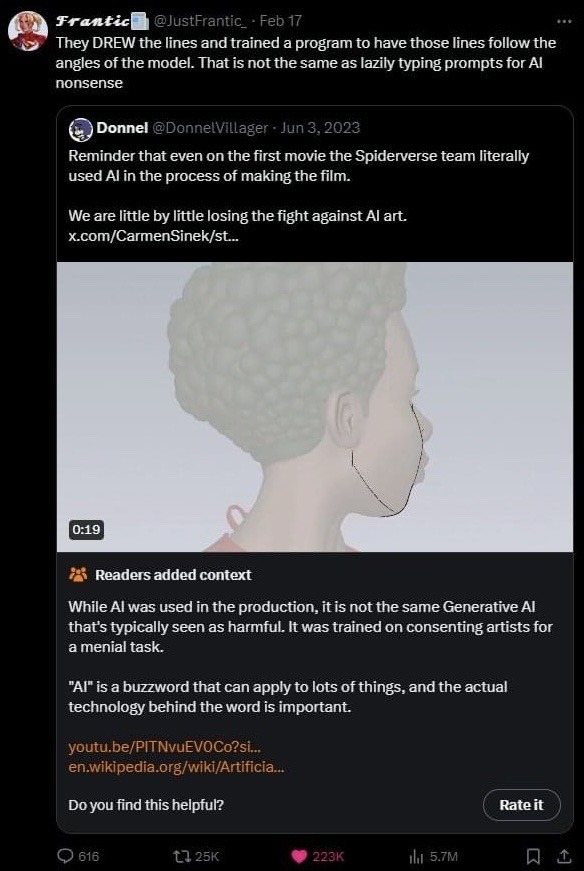 Frantic @JustFrantic_ · Feb 17
They DREW the lines and trained a program to have those lines follow the
angles of the model. That is not the same as lazily typing prompts for AI
nonsense
Donnel @DonnelVillager · Jun 3, 2023
Reminder that even on the first movie the Spiderverse team literally
used AI in the process of making the film.
We are little by little losing the fight against AI art.
x.com/CarmenSinek/st...
0:19
Readers added context
While AI was used in the production, it is not the same Generative AI
that's typically seen as harmful. It was trained on consenting artists for
a menial task.
"AI" is a buzzword that can apply to lots of things, and the actual
technology behind the word is important.
youtu.be/PITNvuEV0Co?si...
en.wikipedia.org/wiki/Artificia...
Do you find this helpful?
Rate it
616
25K
223K
5.7M